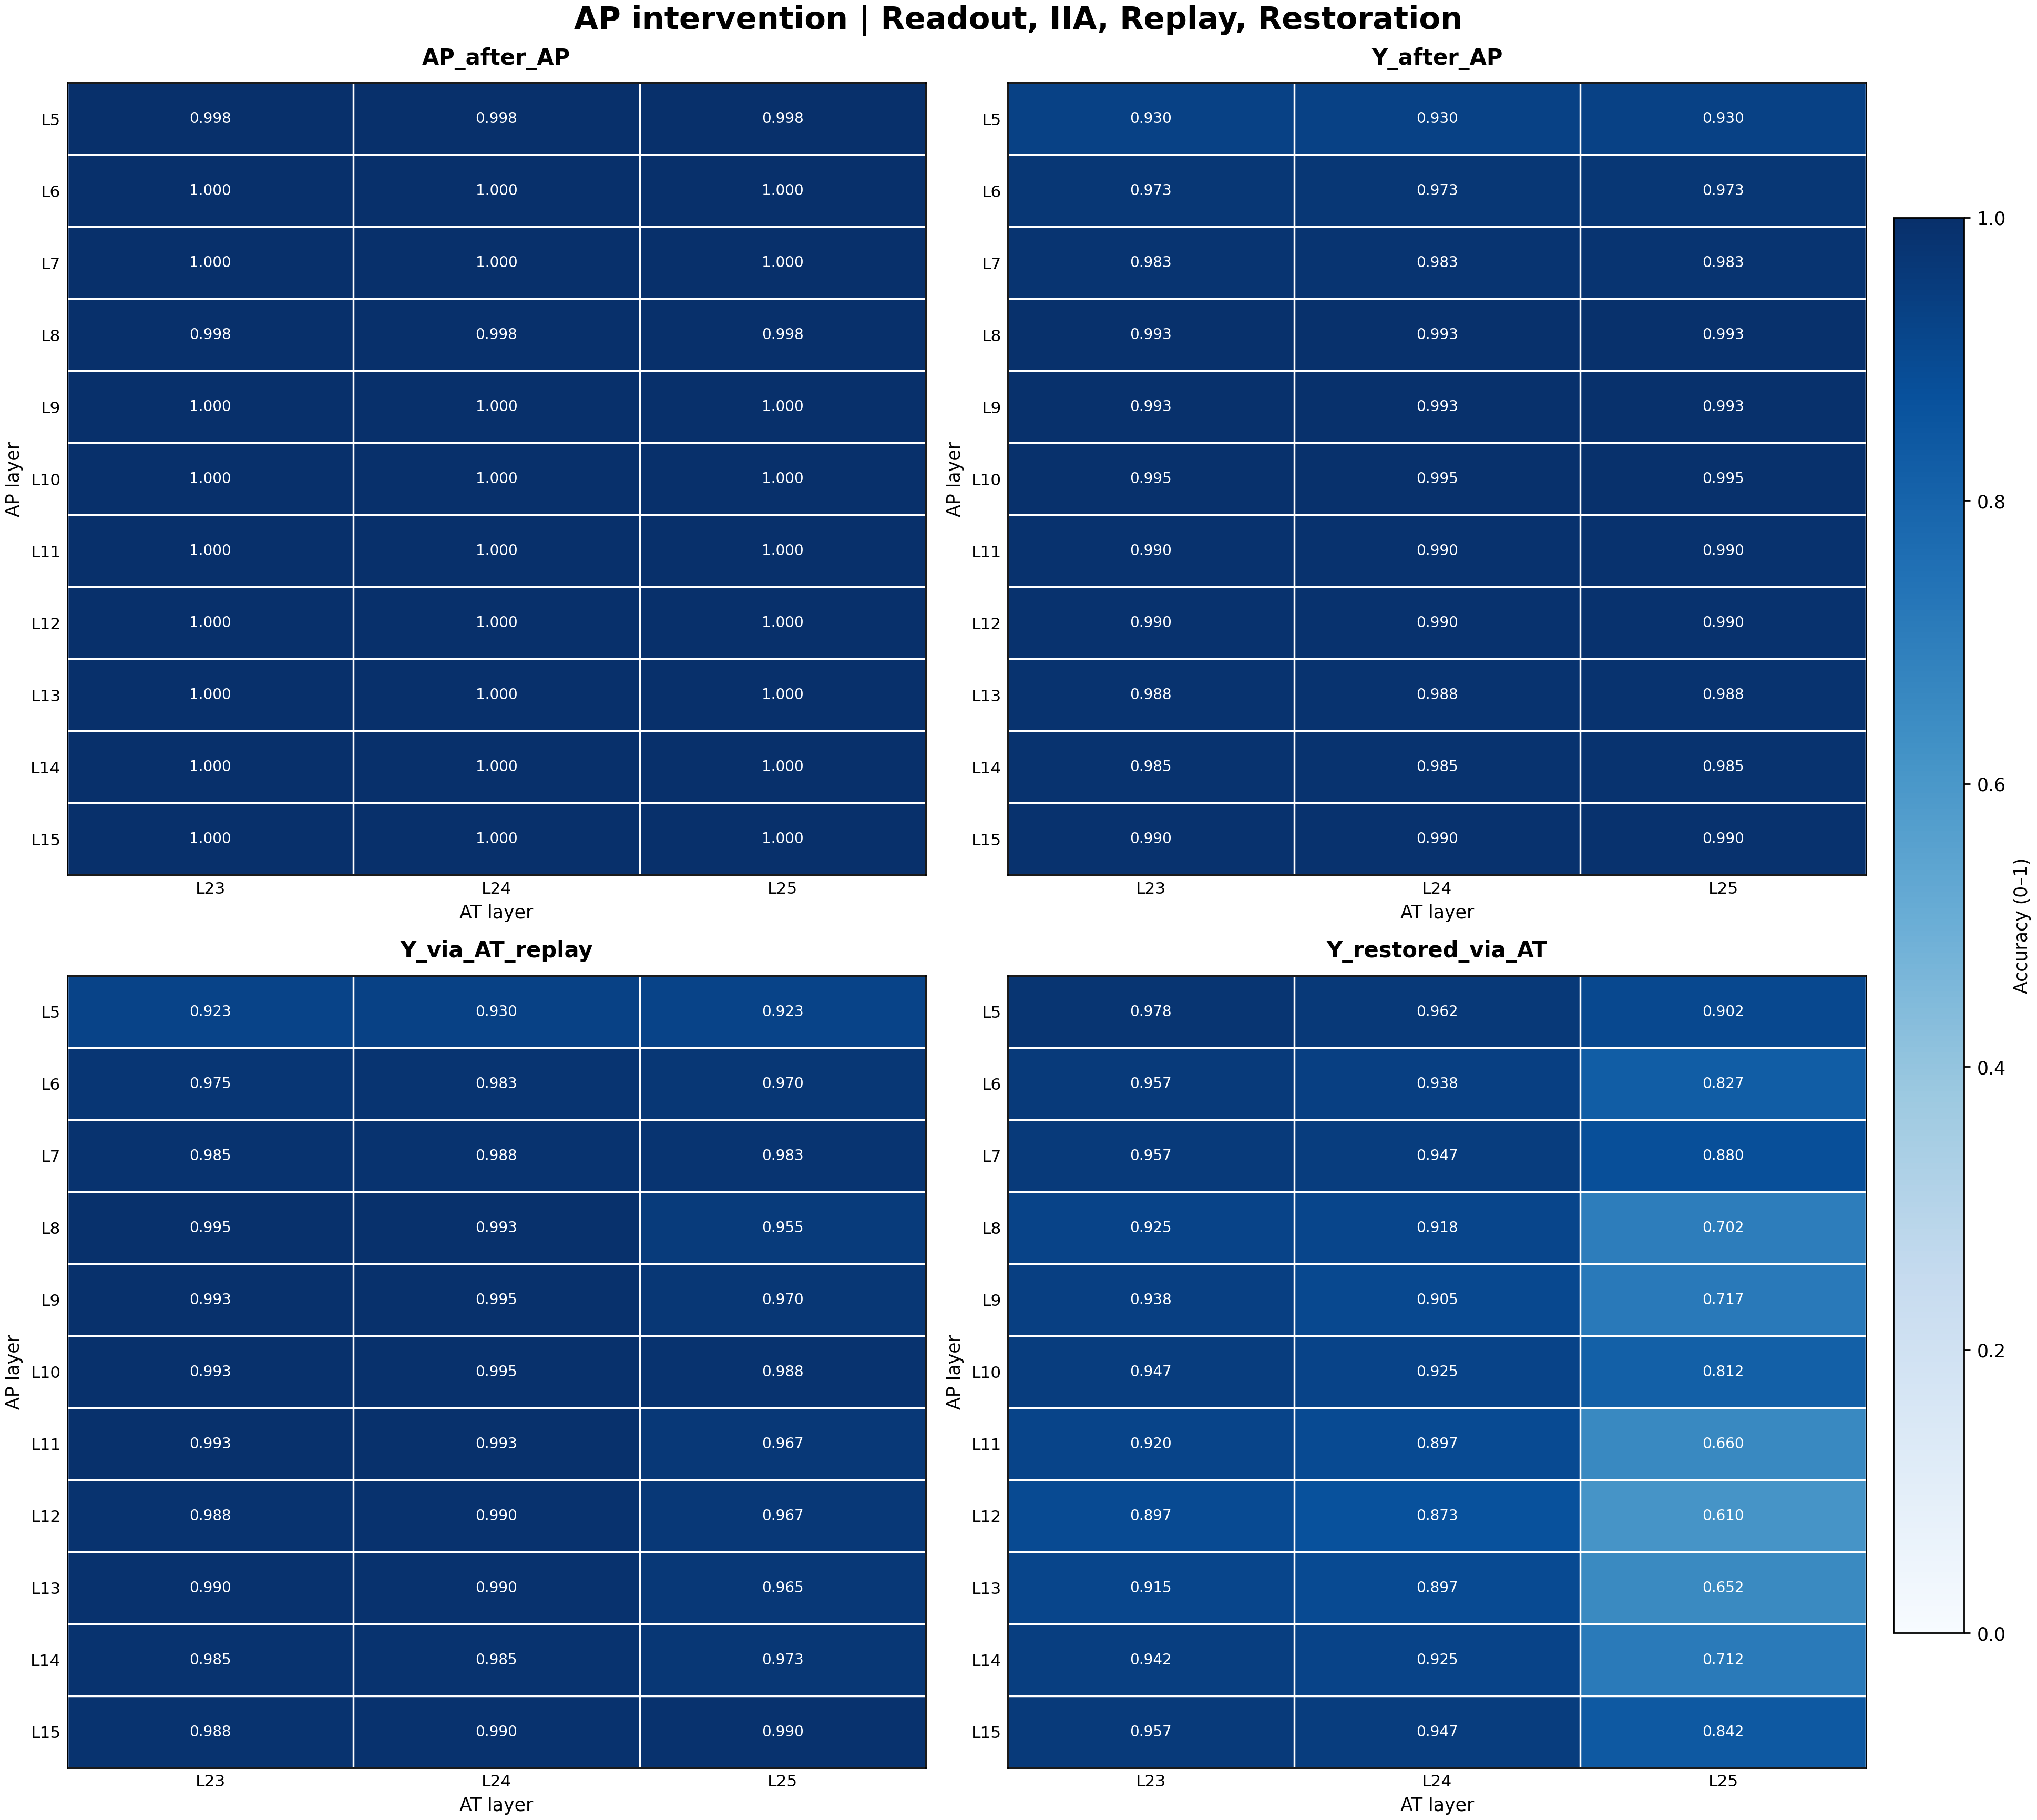 AP intervention | Readout, IIA, Replay, Restoration
AP_after_AP
AP layer
L5 0.998 0.998 0.998
L6 1.000 1.000 1.000
L7 1.000 1.000 1.000
L8 0.998 0.998 0.998
L9 1.000 1.000 1.000
L10 1.000 1.000 1.000
L11 1.000 1.000 1.000
L12 1.000 1.000 1.000
L13 1.000 1.000 1.000
L14 1.000 1.000 1.000
L15 1.000 1.000 1.000
L23 L24 L25
AT layer
Y_after_AP
AP layer
L5 0.930 0.930 0.930
L6 0.973 0.973 0.973
L7 0.983 0.983 0.983
L8 0.993 0.993 0.993
L9 0.993 0.993 0.993
L10 0.995 0.995 0.995
L11 0.990 0.990 0.990
L12 0.990 0.990 0.990
L13 0.988 0.988 0.988
L14 0.985 0.985 0.985
L15 0.990 0.990 0.990
L23 L24 L25
AT layer
Y_via_AT_replay
AP layer
L5 0.923 0.930 0.923
L6 0.975 0.983 0.970
L7 0.985 0.988 0.983
L8 0.995 0.993 0.955
L9 0.993 0.995 0.970
L10 0.993 0.995 0.988
L11 0.993 0.993 0.967
L12 0.988 0.990 0.967
L13 0.990 0.990 0.965
L14 0.985 0.985 0.973
L15 0.988 0.990 0.990
L23 L24 L25
AT layer
Y_restored_via_AT
AP layer
L5 0.978 0.962 0.902
L6 0.957 0.938 0.827
L7 0.957 0.947 0.880
L8 0.925 0.918 0.702
L9 0.938 0.905 0.717
L10 0.947 0.925 0.812
L11 0.920 0.897 0.660
L12 0.897 0.873 0.610
L13 0.915 0.897 0.652
L14 0.942 0.925 0.712
L15 0.957 0.947 0.842
L23 L24 L25
AT layer
1.0
0.8
0.6
0.4
0.2
0.0
Accuracy (0–1)